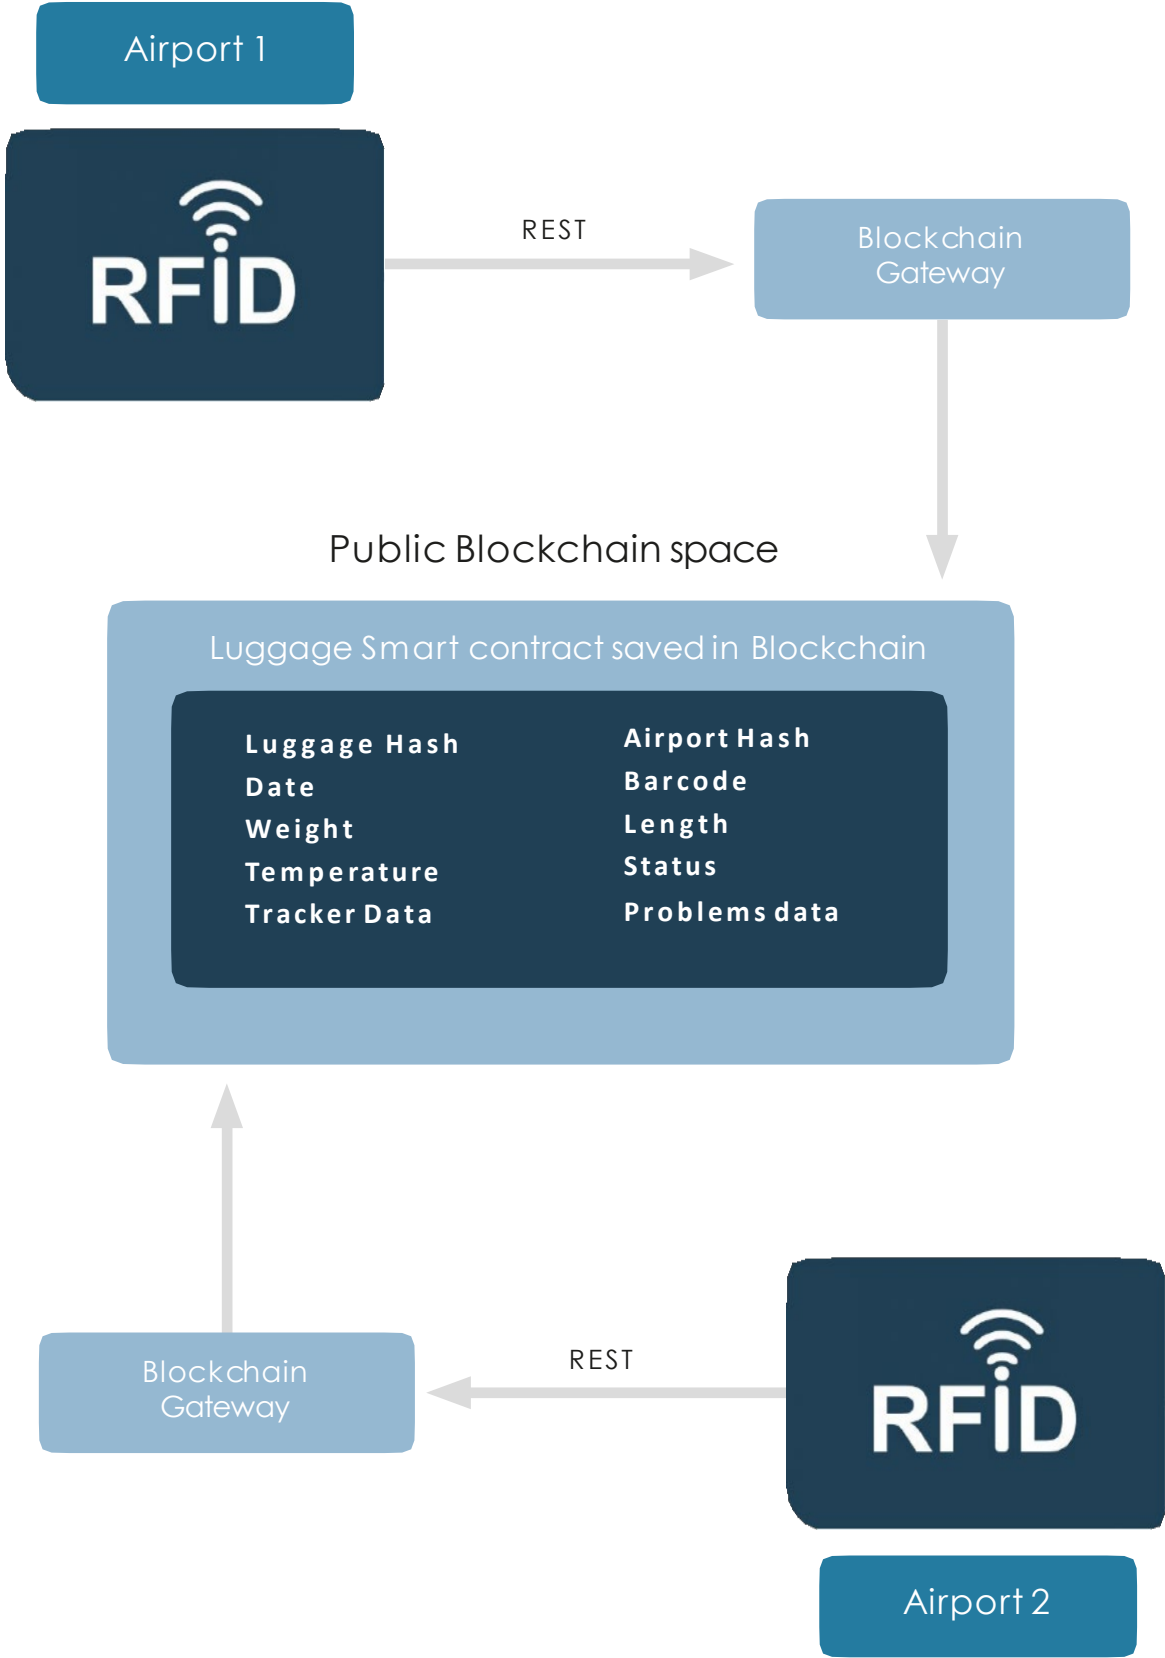 Airport 1
RFID
REST
Blockchain
Gateway
Public Blockchain space
Luggage Smart contract saved in Blockchain
Luggage Hash
Date
Weight
Temperature
Tracker Data
Airport Hash
Barcode
Length
Status
Problems data
Blockchain
Gateway
REST
RFID
Airport 2